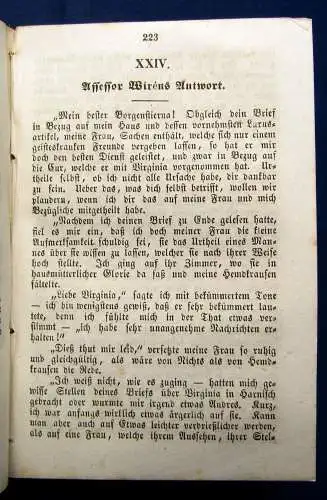 223
XXIV.
Assessor Wiréns Antwort.
„Mein bester Borgenstierna! Obgleich dein Brief
in Bezug auf mein Haus und dessen vornehmsten Luxus-
artikel, meine Frau, Sachen enthält, welche sich nur einem
geisteskranken Freunde vergeben lassen, so hat er mir
doch den besten Dienst geleistet, und zwar in Bezug auf
die Cur, welche er mit Virginia vorgenommen hat. Ur-
theile selbst, ob ich nicht alle Ursache habe, dir dankbar
zu sein. Ueber das, was dich selbst betrifft, wollen wir
plaudern, wenn ich dir das auf meine Frau und mich
Bezügliche mitgetheilt habe.
„Nachdem ich deinen Brief zu Ende gelesen hatte,
fiel es mir ein, daß ich doch meiner Frau die kleine
Aufmerksamkeit schuldig sei, sie das Urtheil eines Man-
nes über sie wissen zu lassen, welcher sie nach ihrer Weise
hoch stellte. Ich ging auf ihr Zimmer, wo sie in
hausmütterlicher Glorie da saß und meine Hemdkrausen
fältelte.
„Liebe Virginia,“ sagte ich mit bekümmertem Tone
— ich bin wenigstens gewiß, daß er sehr bekümmert lau-
tete, denn ich fühlte mich in der That etwas ver-
stimmt — „ich habe sehr unangenehme Nachrichten er-
halten!“
„Dieß thut mir leid,“ versetzte meine Frau so ruhig
und gleichgültig, als wäre von Nichts als von Hemd-
krausen die Rede.
„Ich weiß nicht, wie es zuging — hatten mich ge-
wisse Stellen deines Briefs über Virginia in Harnisch
gebracht oder wurmte mir irgend etwas Andres. Kurz,
ich war anfangs wirklich etwas ärgerlich auf sie. Kann
man aber auch auf Etwas leichter verdrießlicher werden,
als auf eine Frau, welche ihrem Aussehen, ihrer Stel-